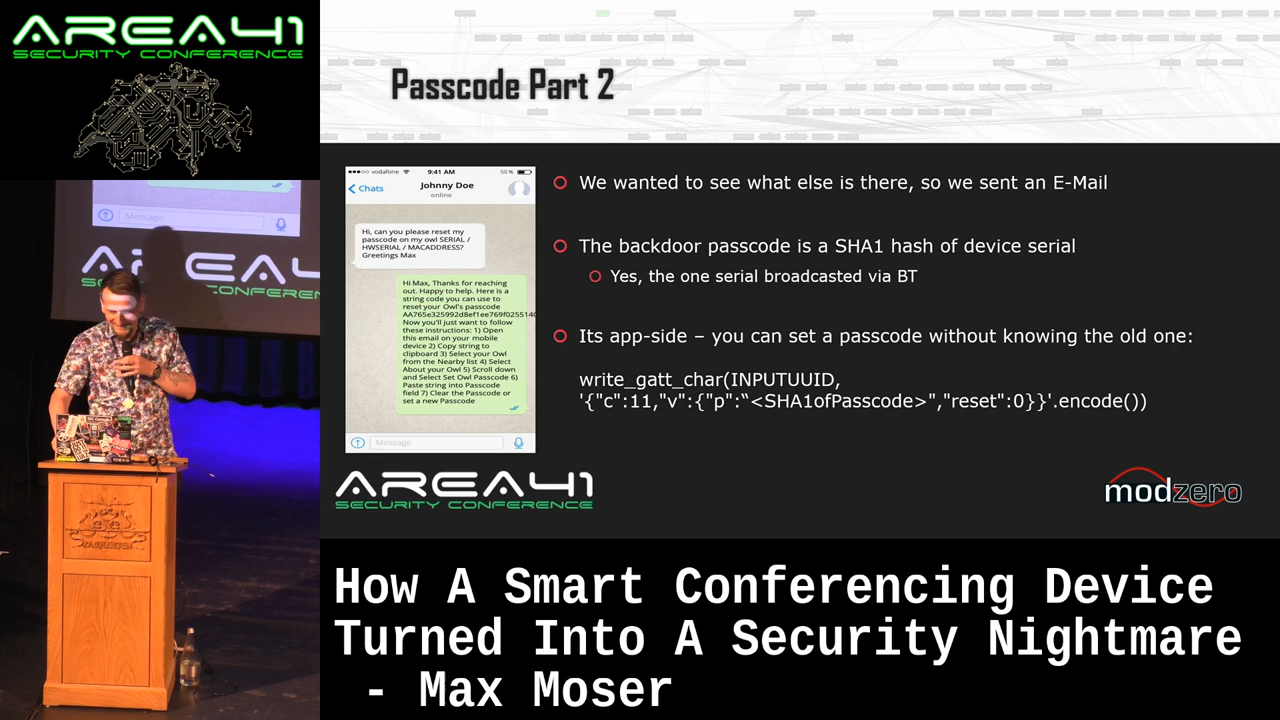 AREA41
SECURITY CONFERENCE
Message
CONFEREN
Passcode Part 2
vodafone 9:41 AM 50%
Chats
Johnny Doe
online
Hi, can you please reset my
passcode on my owl SERIAL /
HWSERIAL / MACADDRESS?
Greetings Max
Hi Max, Thanks for reaching
out. Happy to help. Here is a
string code you can use to
reset your Owl's passcode
AA765e325992d8ef1ee769f0255140
Now you'll just want to follow
these instructions: 1) Open
this email on your mobile
device 2) Copy string to
clipboard 3) Select your Owl
from the Nearby list 4) Select
About your Owl 5) Scroll down
and Select Set Owl Passcode 6)
Paste string into Passcode
field 7) Clear the Passcode or
set a new Passcode
Message
We wanted to see what else is there, so we sent an E-Mail
The backdoor passcode is a SHA1 hash of device serial
Yes, the one serial broadcasted via BT
Its app-side – you can set a passcode without knowing the old one:
write_gatt_char(INPUTUUID,
'{"c":11,"v":{"p":“<SHA1ofPasscode>","reset":0}}'.encode())
AREA41
SECURITY CONFERENCE
modzero
How A Smart Conferencing Device
Turned Into A Security Nightmare
- Max Moser